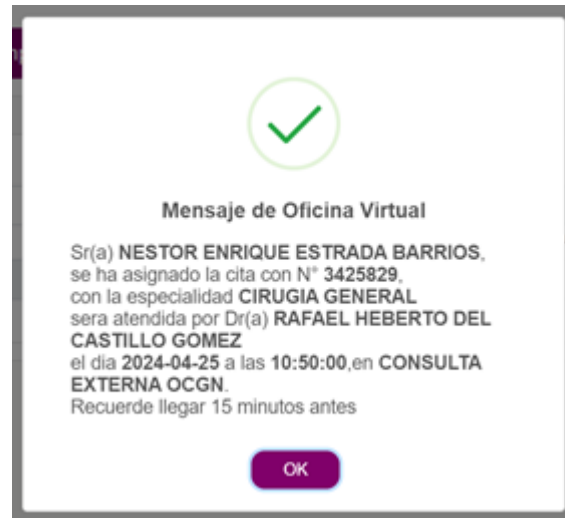 Mensaje de Oficina Virtual
Sr(a) NESTOR ENRIQUE ESTRADA BARRIOS,
se ha asignado la cita con N° 3425829,
con la especialidad CIRUGIA GENERAL
sera atendida por Dr(a) RAFAEL HEBERTO DEL
CASTILLO GOMEZ
el dia 2024-04-25 a las 10:50:00,en CONSULTA
EXTERNA OCGN.
Recuerde llegar 15 minutos antes
OK